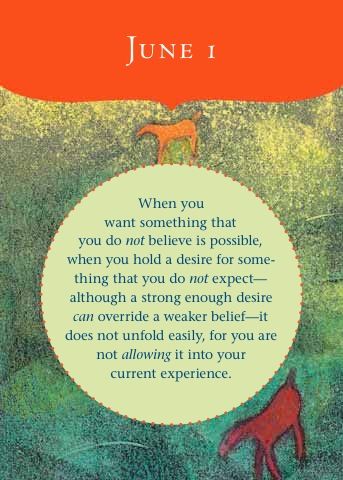 June 1
When you
want something that
you do not believe is possible,
when you hold a desire for some-
thing that you do not expect—
although a strong enough desire
can override a weaker belief—it
does not unfold easily, for you are
not allowing it into your
current experience.